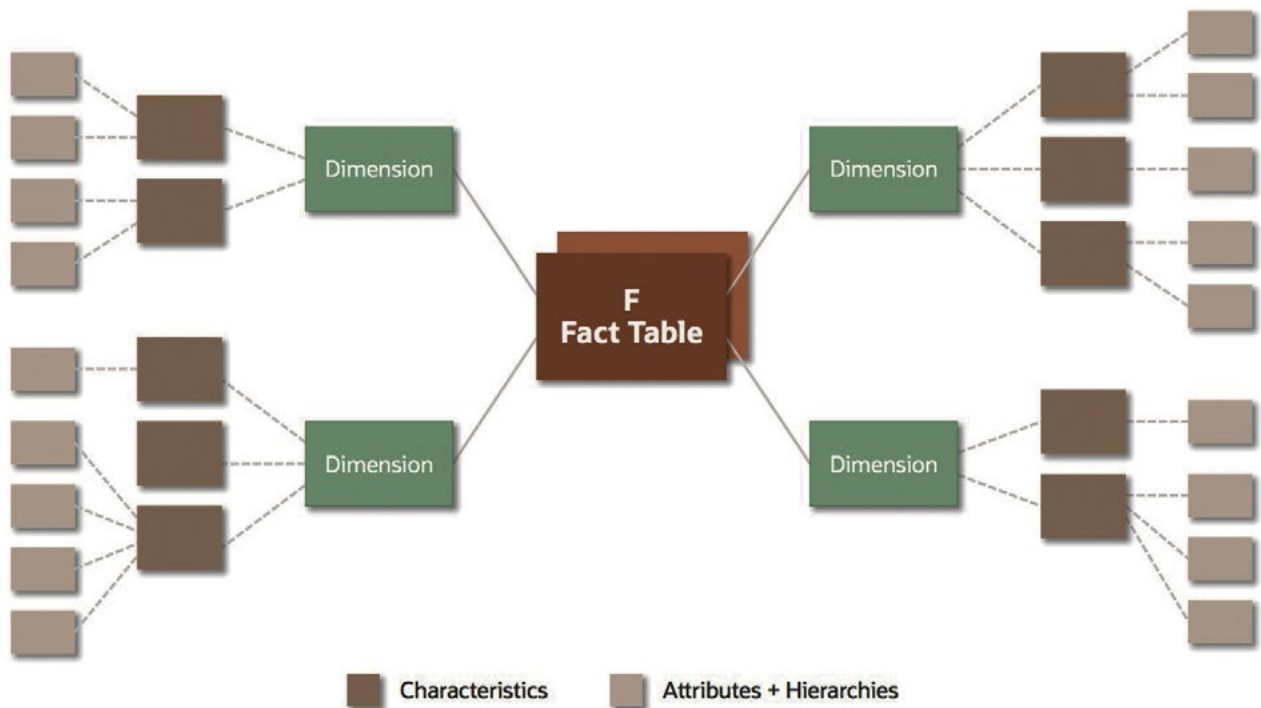 Dimension
Dimension
F
Fact Table
Dimension
Dimension
Characteristics
Attributes + Hierarchies